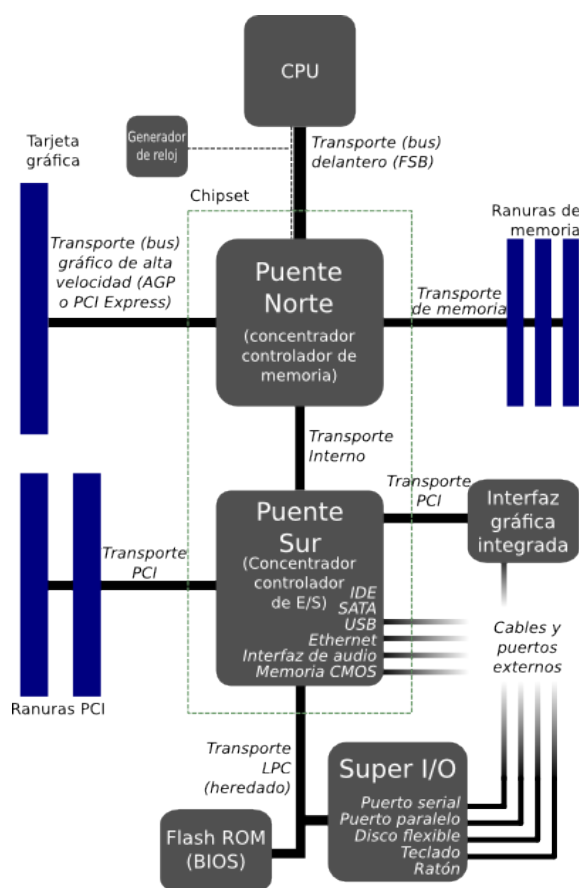 CPU
Generador
de reloj
Transporte (bus)
delantero (FSB)
Tarjeta
gráfica
Chipset
Ranuras de
memoria
Transporte (bus)
gráfico de alta
velocidad (AGP
o PCI Express)
Puente
Norte
(concentrador
controlador de
memoria)
Transporte
de memoria
Transporte
Interno
Transporte
PCI
Interfaz
gráfica
integrada
Puente
Sur
(Concentrador
controlador
de E/S)
Transporte
PCI
IDE
SATA
USB
Ethernet
Interfaz de audio
Memoria CMOS
Cables y
puertos
externos
Ranuras PCI
Transporte
LPC
(heredado)
Super I/O
Puerto serial
Puerto paralelo
Disco flexible
Teclado
Ratón
Flash ROM
(BIOS)